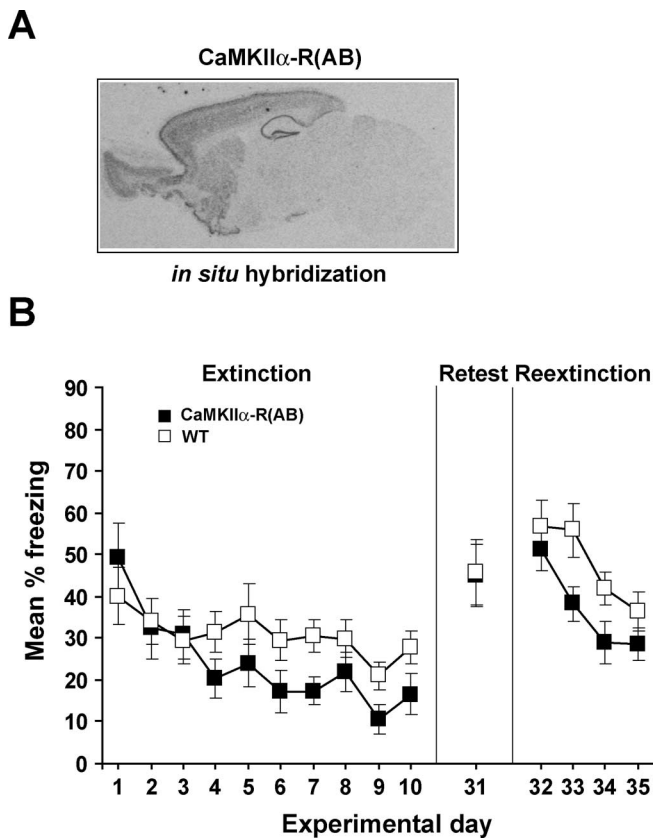 A
CaMKIIα-R(AB)
in situ hybridization
B
Extinction Retest Reextinction
90
80
70
60
50
40
30
20
10
0
Mean % freezing
CaMKIIα-R(AB)
WT
1 2 3 4 5 6 7 8 9 10 31 32 33 34 35
Experimental day